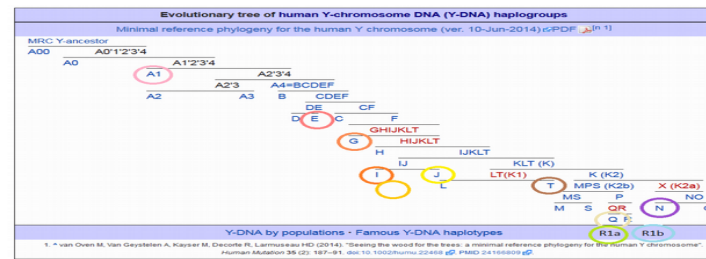 Evolutionary tree of human Y-chromosome DNA (Y-DNA) haplogroups
Minimal reference phylogeny for the human Y chromosome (ver. 10-Jun-2014) PDF [n 1]
MRC Y-ancestor
A00 A0'1'2'3'4
A0 A1'2'3'4
A1 A2'3'4
A2'3 A4=BCDEF
A2 A3 B CDEF
DE CF
D E C F
GHIJKLT
G HIJKLT
H IJKLT
IJ KLT (K)
I J LT(K1) K (K2)
L T MPS (K2b) X (K2a)
MS P NO
M S QR N
Q
R1a R1b
Y-DNA by populations · Famous Y-DNA haplotypes
1. ^ van Oven M, Van Geystelen A, Kayser M, Decorte R, Larmuseau HD (2014). "Seeing the wood for the trees: a minimal reference phylogeny for the human Y chromosome".
Human Mutation 35 (2): 187–91. doi:10.1002/humu.22468. PMID 24166809.